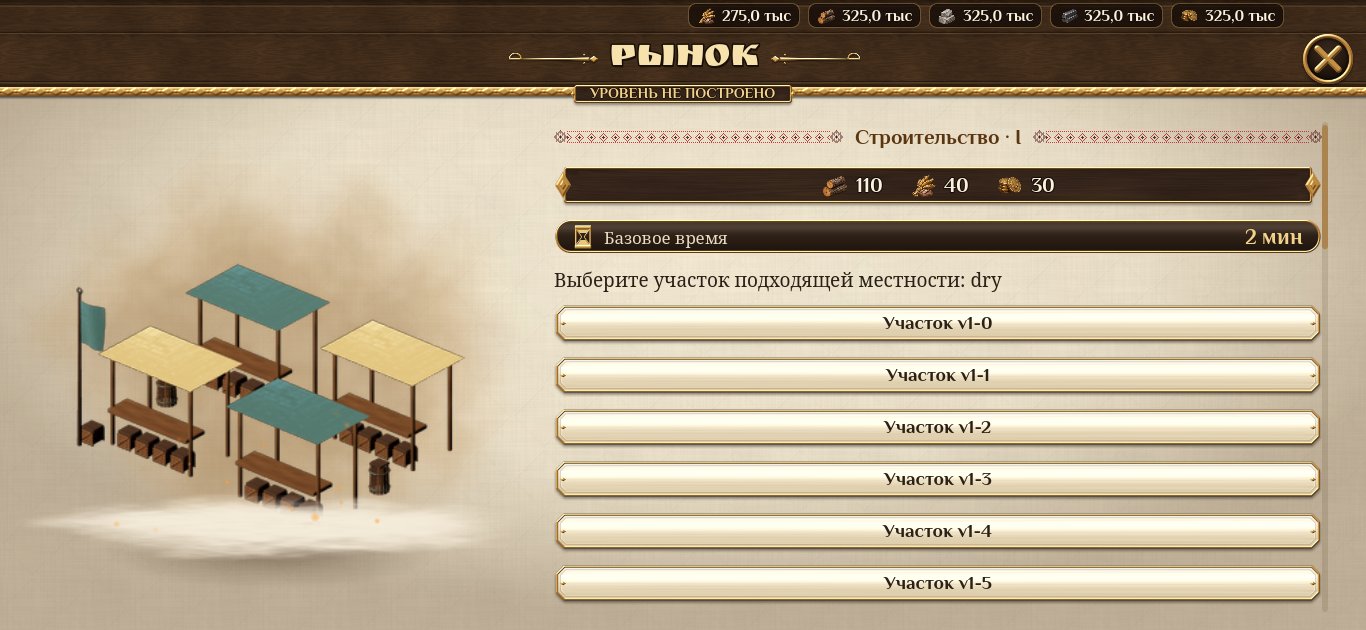 275,0 тыс 325,0 тыс 325,0 тыс 325,0 тыс 325,0 тыс
РЫНОК
УРОВЕНЬ НЕ ПОСТРОЕНО
Строительство · I
110 40 30
Базовое время 2 мин
Выберите участок подходящей местности: dry
Участок v1-0
Участок v1-1
Участок v1-2
Участок v1-3
Участок v1-4
Участок v1-5